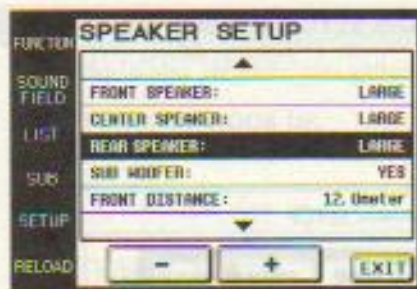 SPEAKER SETUP
FUNCTION
SOUND FIELD
LIST
SUB
SETUP
RELOAD
FRONT SPEAKER: LARGE
CENTER SPEAKER: LARGE
REAR SPEAKER: LARGE
SUB WOOFER: YES
FRONT DISTANCE: 12.0meter
- +
EXIT